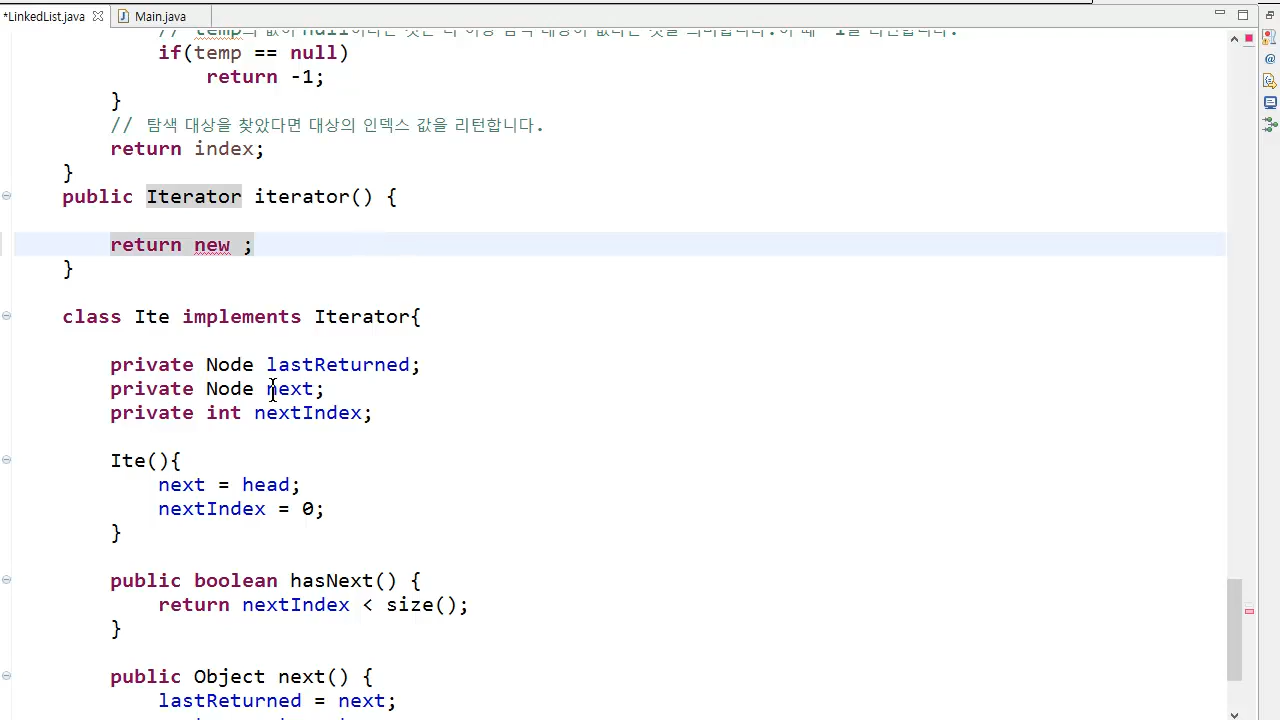 *LinkedList.java
Main.java
if(temp == null)
return -1;
}
// 탐색 대상을 찾았다면 대상의 인덱스 값을 리턴합니다.
return index;
}
public Iterator iterator() {
return new ;
}
class Ite implements Iterator{
private Node lastReturned;
private Node next;
private int nextIndex;
Ite(){
next = head;
nextIndex = 0;
}
public boolean hasNext() {
return nextIndex < size();
}
public Object next() {
lastReturned = next;